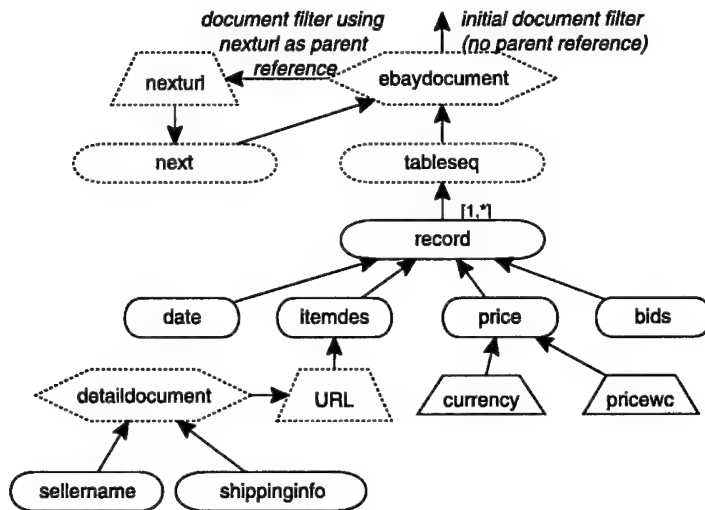 document filter using
nexturl as parent
reference
initial document filter
(no parent reference)
nexturl
ebaydocument
next
tableseq
[1,*]
record
date
itemdes
price
bids
detaildocument
URL
currency
pricewc
sellername
shippinginfo